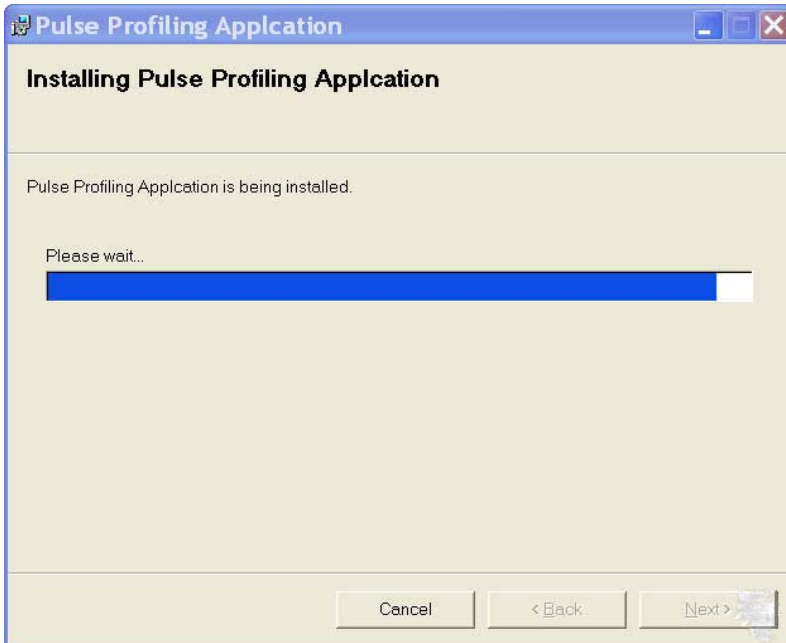 Pulse Profiling Applcation
Installing Pulse Profiling Applcation
Pulse Profiling Applcation is being installed.
Please wait...
Cancel
< Back
Next >